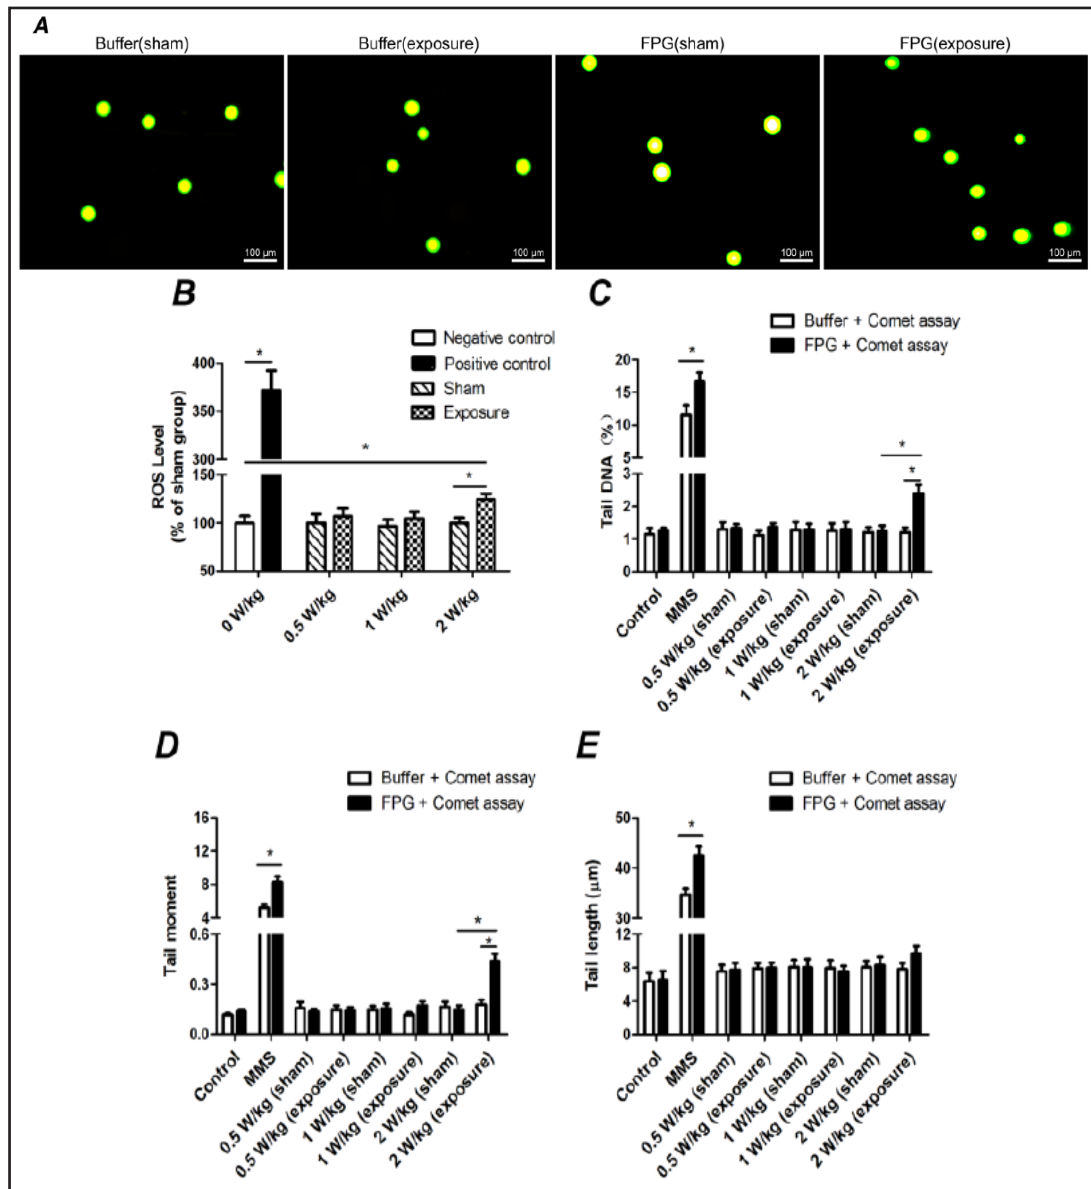 A
Buffer(sham) Buffer(exposure) FPG(sham) FPG(exposure)
100 µm 100 µm 100 µm 100 µm
B
Negative control
Positive control
Sham
Exposure
ROS Level
(% of sham group)
400
350
300
150
100
50
* * *
0 W/kg 0.5 W/kg 1 W/kg 2 W/kg
C
Buffer + Comet assay
FPG + Comet assay
Tail DNA (%)
20
15
10
5
3
2
1
0
* * *
Control MMS 0.5 W/kg (sham) 0.5 W/kg (exposure) 1 W/kg (sham) 1 W/kg (exposure) 2 W/kg (sham) 2 W/kg (exposure)
D
Buffer + Comet assay
FPG + Comet assay
Tail moment
16
12
8
4
0.6
0.3
0.0
* * *
Control MMS 0.5 W/kg (sham) 0.5 W/kg (exposure) 1 W/kg (sham) 1 W/kg (exposure) 2 W/kg (sham) 2 W/kg (exposure)
E
Buffer + Comet assay
FPG + Comet assay
Tail length (µm)
50
40
30
12
8
4
0
*
Control MMS 0.5 W/kg (sham) 0.5 W/kg (exposure) 1 W/kg (sham) 1 W/kg (exposure) 2 W/kg (sham) 2 W/kg (exposure)